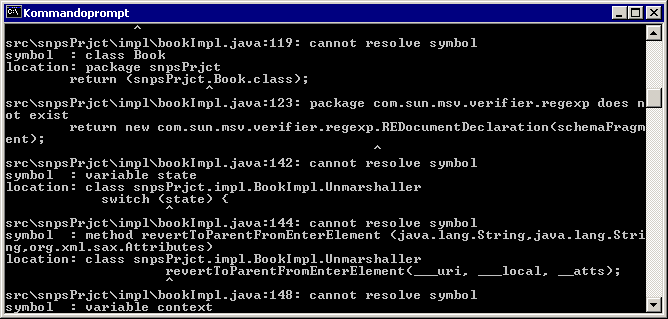 Kommandoprompt
^
src\snpsPrjct\impl\bookImpl.java:119: cannot resolve symbol
symbol  : class Book
location: package snpsPrjct
        return (snpsPrjct.Book.class);
                         ^
src\snpsPrjct\impl\bookImpl.java:123: package com.sun.msv.verifier.regexp does n
ot exist
        return new com.sun.msv.verifier.regexp.REDocumentDeclaration(schemaFragm
ent);
                                              ^
src\snpsPrjct\impl\bookImpl.java:142: cannot resolve symbol
symbol  : variable state
location: class snpsPrjct.impl.BookImpl.Unmarshaller
            switch (state) {
                    ^
src\snpsPrjct\impl\bookImpl.java:144: cannot resolve symbol
symbol  : method revertToParentFromEnterElement (java.lang.String,java.lang.Stri
ng,org.xml.sax.Attributes)
location: class snpsPrjct.impl.BookImpl.Unmarshaller
                    revertToParentFromEnterElement(___uri, ___local, __atts);
                    ^
src\snpsPrjct\impl\bookImpl.java:148: cannot resolve symbol
symbol  : variable context